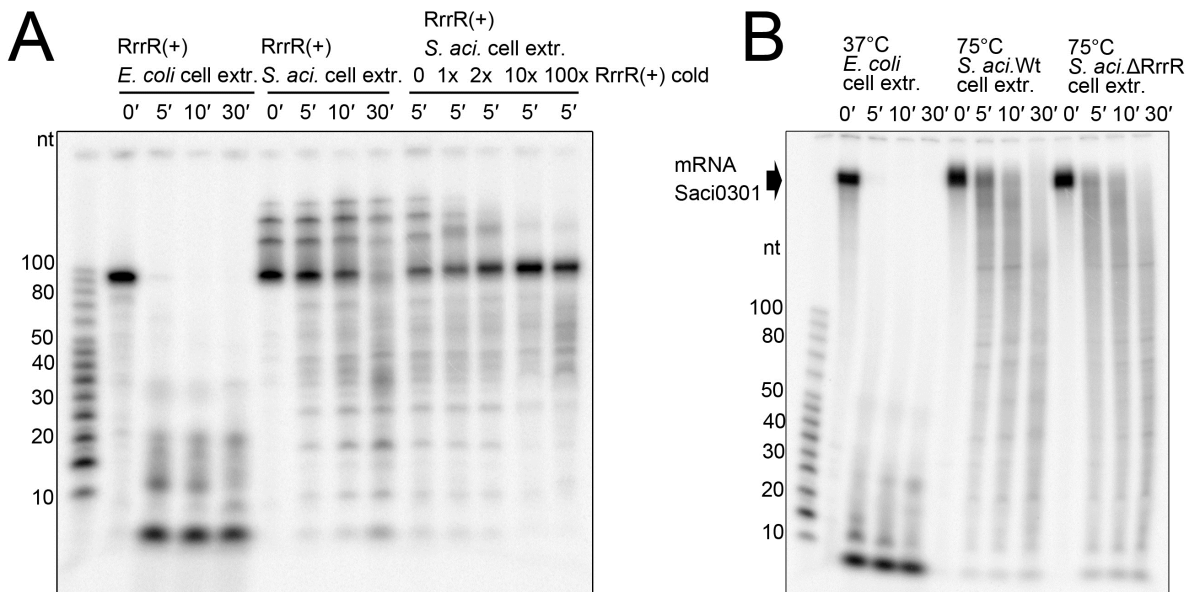 A
RrrR(+)
E. coli cell extr.
0′ 5′ 10′ 30′
RrrR(+)
S. aci. cell extr.
0′ 5′ 10′ 30′
RrrR(+)
S. aci. cell extr.
0 1x 2x 10x 100x RrrR(+) cold
5′ 5′ 5′ 5′ 5′
nt
100
80
50
40
30
20
10
B
37°C
E. coli
cell extr.
0′ 5′ 10′ 30′
75°C
S. aci.Wt
cell extr.
0′ 5′ 10′ 30′
75°C
S. aci.ΔRrrR
cell extr.
0′ 5′ 10′ 30′
mRNA
Saci0301
nt
100
80
50
40
30
20
10